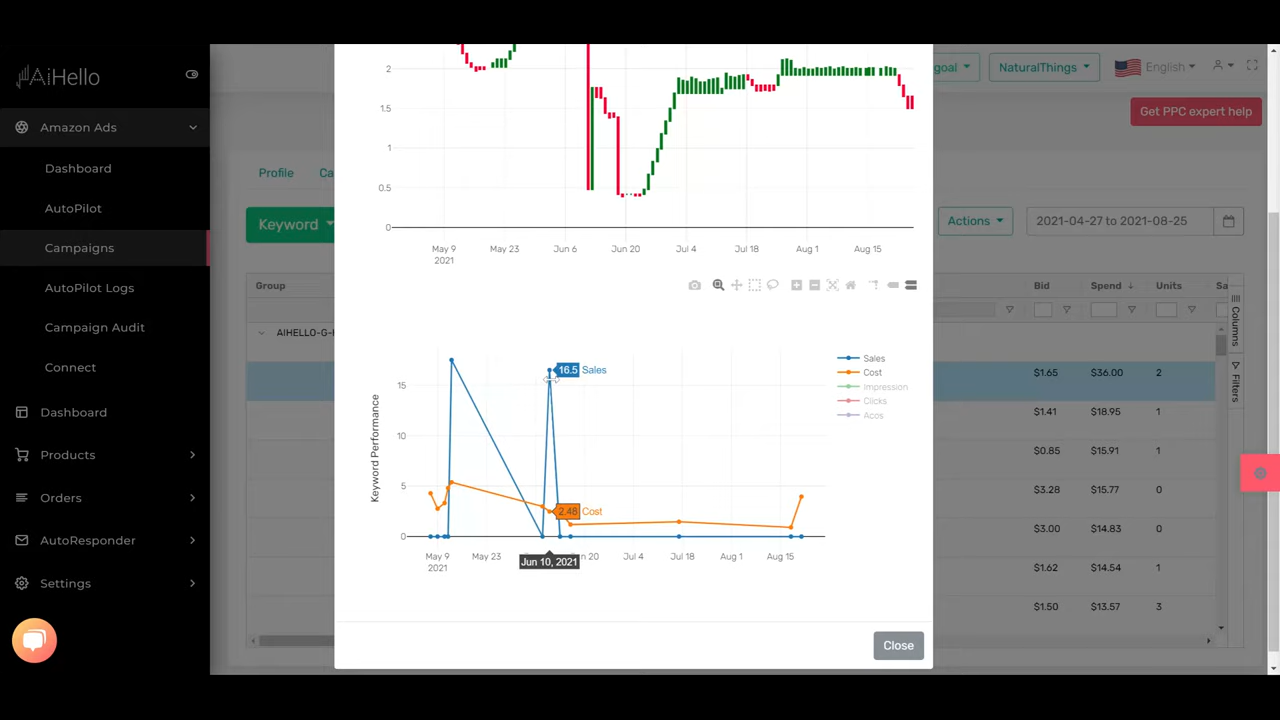 AiHello
Amazon Ads
Dashboard
AutoPilot
Campaigns
AutoPilot Logs
Campaign Audit
Connect
Dashboard
Products
Orders
AutoResponder
Settings
goal
NaturalThings
English
Get PPC expert help
Profile
Ca
Keyword
Actions
2021-04-27 to 2021-08-25
Group
Bid
Spend
Units
Sa
AIHELLO-G-
$1.65 $36.00 2
$1.41 $18.95 1
$0.85 $15.91 1
$3.28 $15.77 0
$3.00 $14.83 0
$1.62 $14.54 1
$1.50 $13.57 3
Columns
Filters
2
1.5
1
0.5
0
May 9 May 23 Jun 6 Jun 20 Jul 4 Jul 18 Aug 1 Aug 15
2021
16.5 Sales
2.48 Cost
Jun 10, 2021
Keyword Performance
15
10
5
0
May 9 May 23 n 20 Jul 4 Jul 18 Aug 1 Aug 15
2021
Sales
Cost
Impression
Clicks
Acos
Close